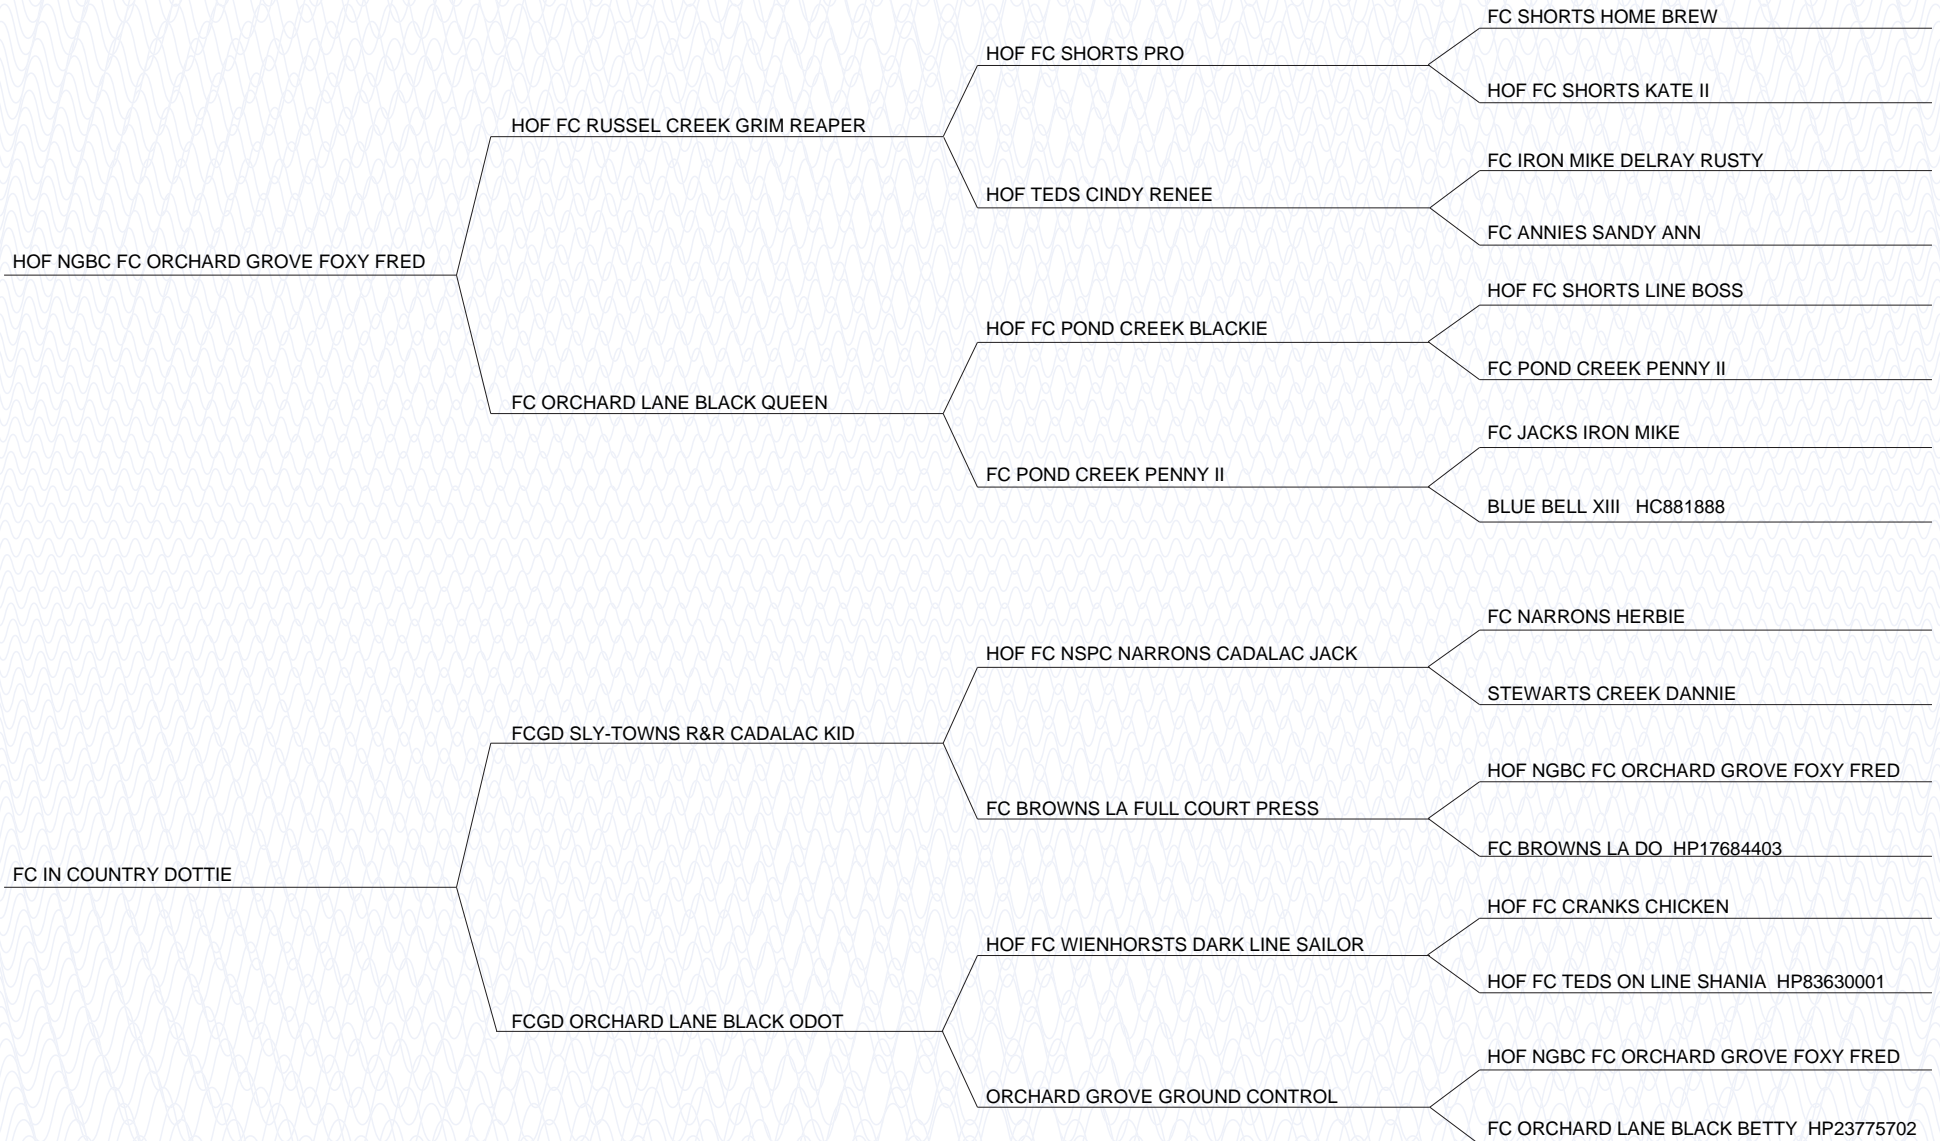 FC SHORTS HOME BREW
HOF FC SHORTS PRO
HOF FC SHORTS KATE II
HOF FC RUSSEL CREEK GRIM REAPER
FC IRON MIKE DELRAY RUSTY
HOF TEDS CINDY RENEE
FC ANNIES SANDY ANN
HOF NGBC FC ORCHARD GROVE FOXY FRED
HOF FC SHORTS LINE BOSS
HOF FC POND CREEK BLACKIE
FC POND CREEK PENNY II
FC ORCHARD LANE BLACK QUEEN
FC JACKS IRON MIKE
FC POND CREEK PENNY II
BLUE BELL XIII HC881888
FC NARRONS HERBIE
HOF FC NSPC NARRONS CADALAC JACK
STEWARTS CREEK DANNIE
FCGD SLY-TOWNS R&R CADALAC KID
HOF NGBC FC ORCHARD GROVE FOXY FRED
FC BROWNS LA FULL COURT PRESS
FC BROWNS LA DO HP17684403
FC IN COUNTRY DOTTIE
HOF FC CRANKS CHICKEN
HOF FC WIENHORSTS DARK LINE SAILOR
HOF FC TEDS ON LINE SHANIA HP83630001
FCGD ORCHARD LANE BLACK ODOT
HOF NGBC FC ORCHARD GROVE FOXY FRED
ORCHARD GROVE GROUND CONTROL
FC ORCHARD LANE BLACK BETTY HP23775702